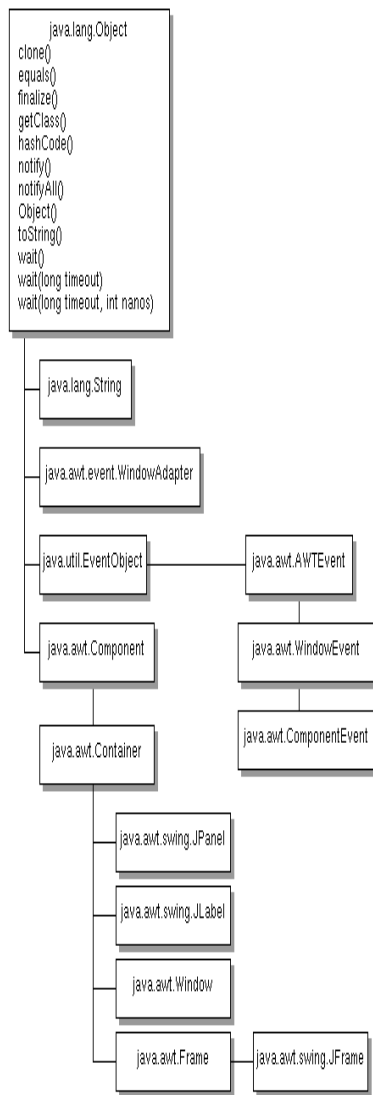 java.lang.Object
clone()
equals()
finalize()
getClass()
hashCode()
notify()
notifyAll()
Object()
toString()
wait()
wait(long timeout)
wait(long timeout, int nanos)
java.lang.String
java.awt.event.WindowAdapter
java.util.EventObject
java.awt.AWTEvent
java.awt.Component
java.awt.WindowEvent
java.awt.Container
java.awt.ComponentEvent
java.awt.swing.JPanel
java.awt.swing.JLabel
java.awt.Window
java.awt.Frame
java.awt.swing.JFrame